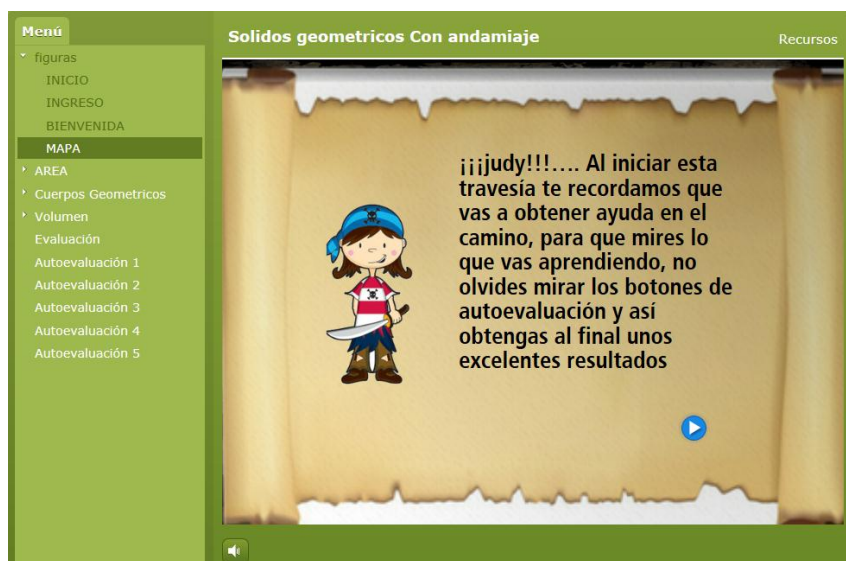 Menú
figuras
INICIO
INGRESO
BIENVENIDA
MAPA
AREA
Cuerpos Geometricos
Volumen
Evaluación
Autoevaluación 1
Autoevaluación 2
Autoevaluación 3
Autoevaluación 4
Autoevaluación 5
Solidos geometricos Con andamiaje
Recursos
¡¡¡judy!!!.... Al iniciar esta
travesía te recordamos que
vas a obtener ayuda en el
camino, para que mires lo
que vas aprendiendo, no
olvides mirar los botones de
autoevaluación y así
obtengas al final unos
excelentes resultados